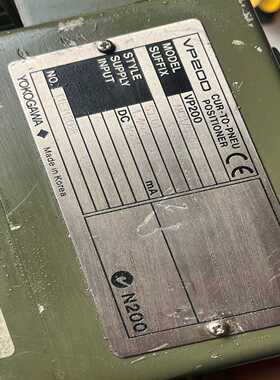 VP200
CUR-TO-PNEU
POSITIONER
MODEL VP200
SUFFIX
STYLE
SUPPLY
INPUT DC mA
NO.
YOKOGAWA
Made in Korea
CE
N200